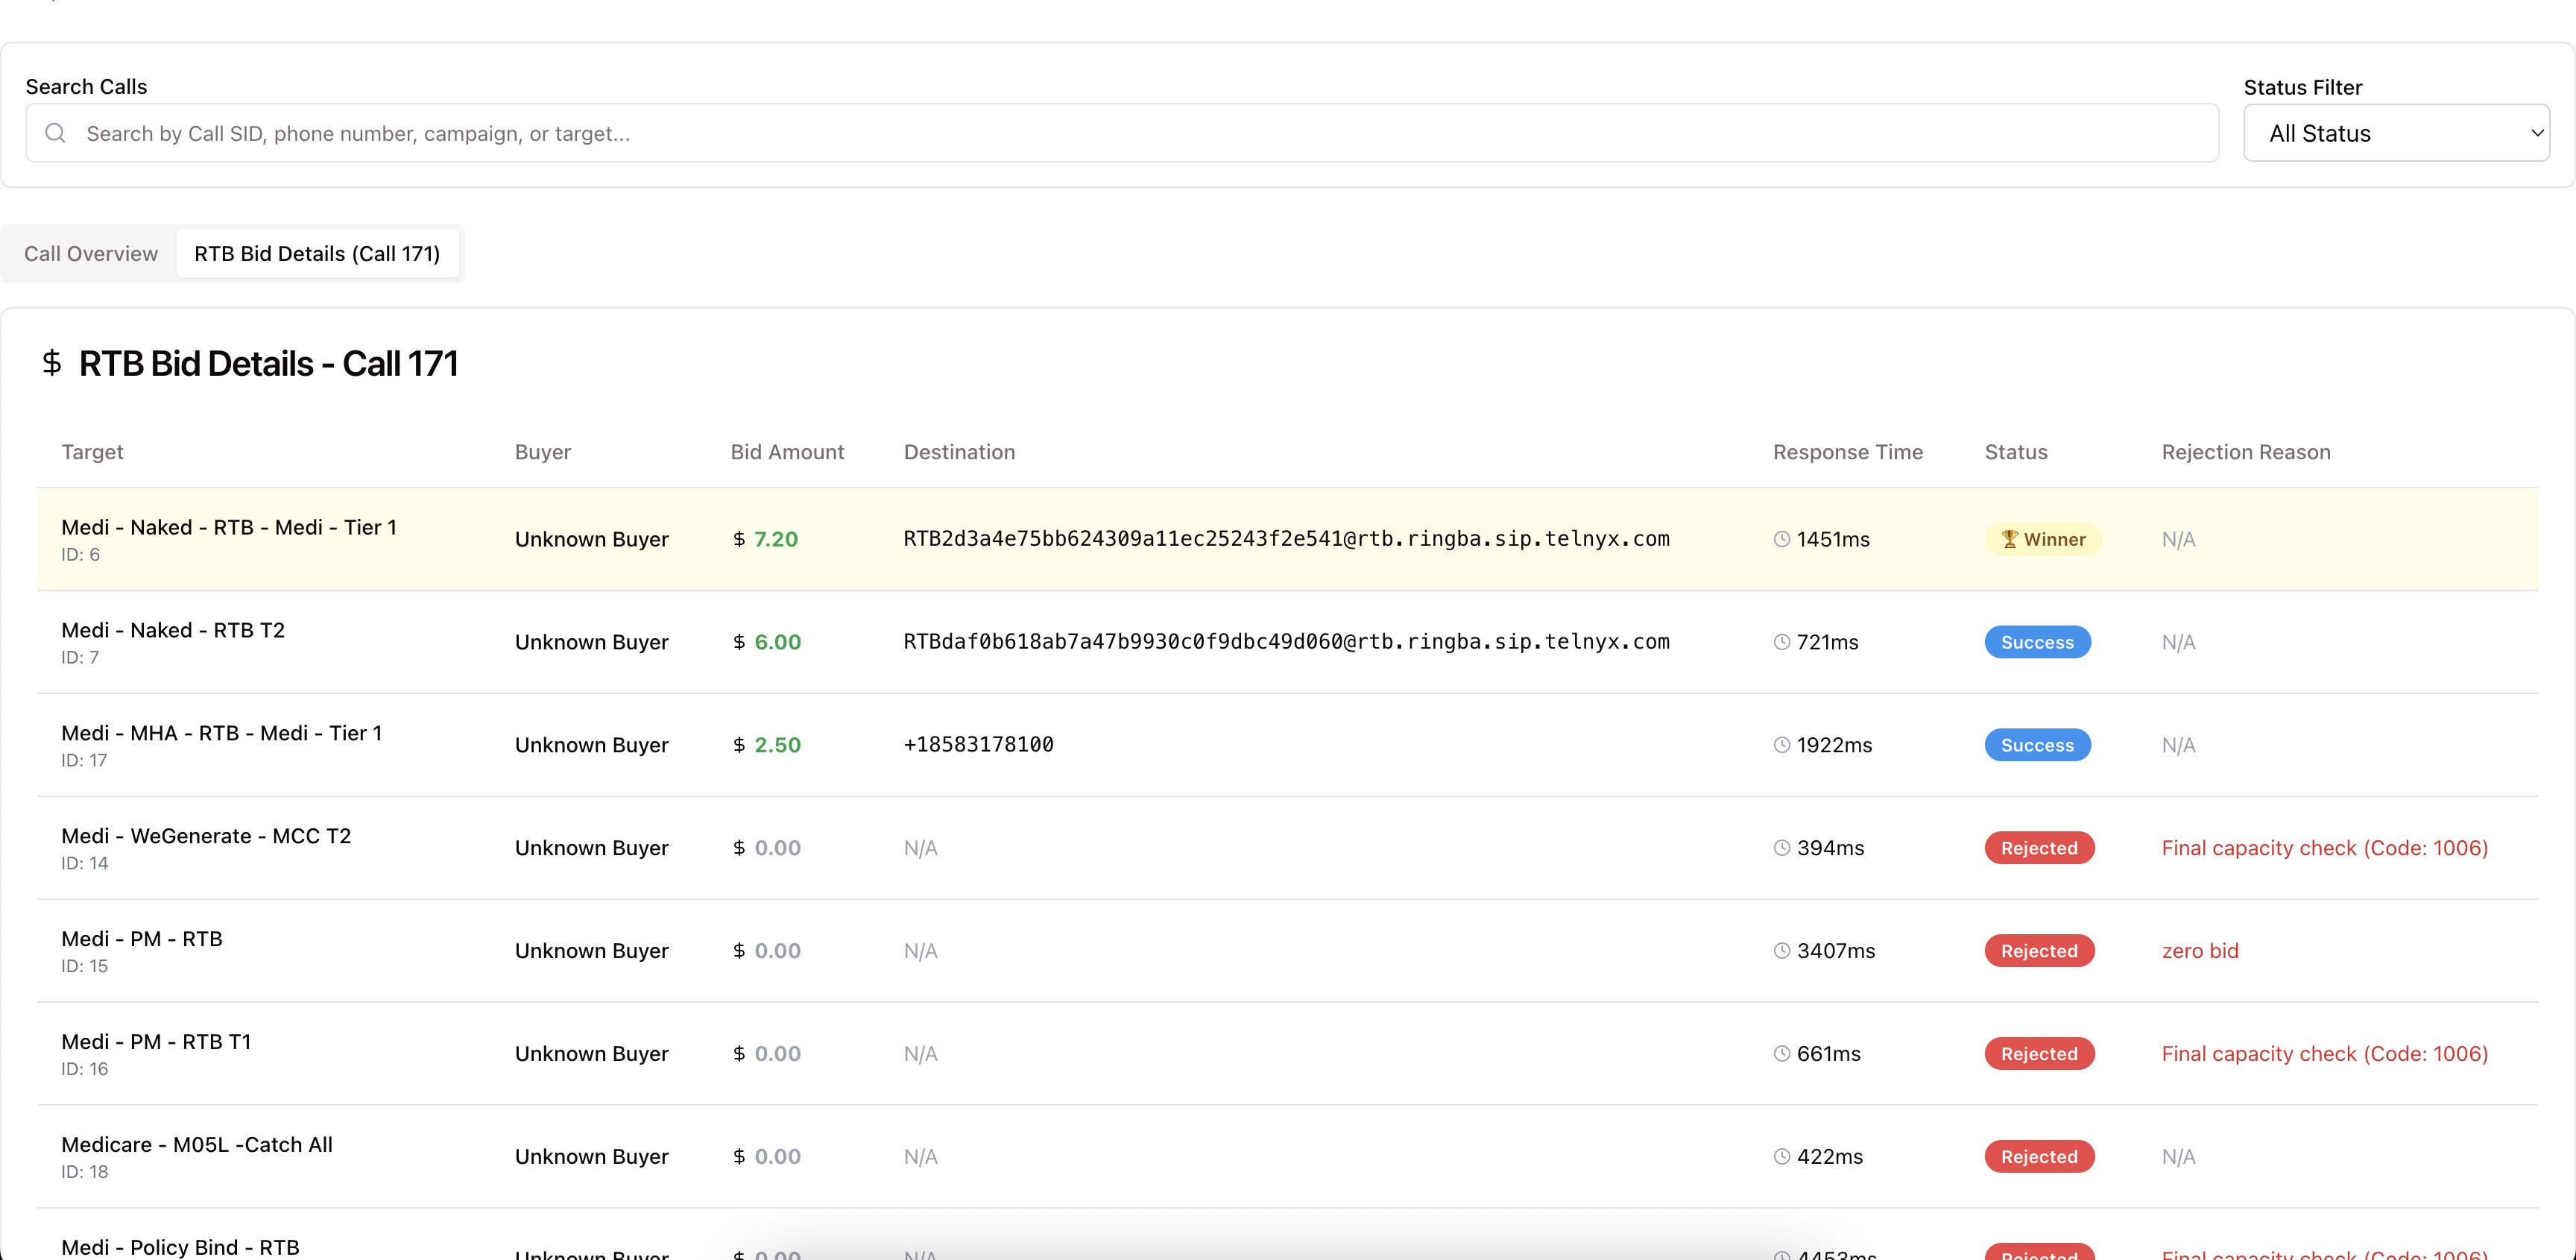 Search Calls
Status Filter
Search by Call SID, phone number, campaign, or target...
All Status
Call Overview
RTB Bid Details (Call 171)
$ RTB Bid Details - Call 171
Target Buyer Bid Amount Destination Response Time Status Rejection Reason
Medi - Naked - RTB - Medi - Tier 1
ID: 6
Unknown Buyer $ 7.20 RTB2d3a4e75bb624309a11ec25243f2e541@rtb.ringba.sip.telnyx.com 1451ms Winner N/A
Medi - Naked - RTB T2
ID: 7
Unknown Buyer $ 6.00 RTBdaf0b618ab7a47b9930c0f9dbc49d060@rtb.ringba.sip.telnyx.com 721ms Success N/A
Medi - MHA - RTB - Medi - Tier 1
ID: 17
Unknown Buyer $ 2.50 +18583178100 1922ms Success N/A
Medi - WeGenerate - MCC T2
ID: 14
Unknown Buyer $ 0.00 N/A 394ms Rejected Final capacity check (Code: 1006)
Medi - PM - RTB
ID: 15
Unknown Buyer $ 0.00 N/A 3407ms Rejected zero bid
Medi - PM - RTB T1
ID: 16
Unknown Buyer $ 0.00 N/A 661ms Rejected Final capacity check (Code: 1006)
Medicare - M05L -Catch All
ID: 18
Unknown Buyer $ 0.00 N/A 422ms Rejected N/A
Medi - Policy Bind - RTB
Unknown Buyer $ 0.00 N/A 4453ms Rejected Final capacity check (Code: 1006)